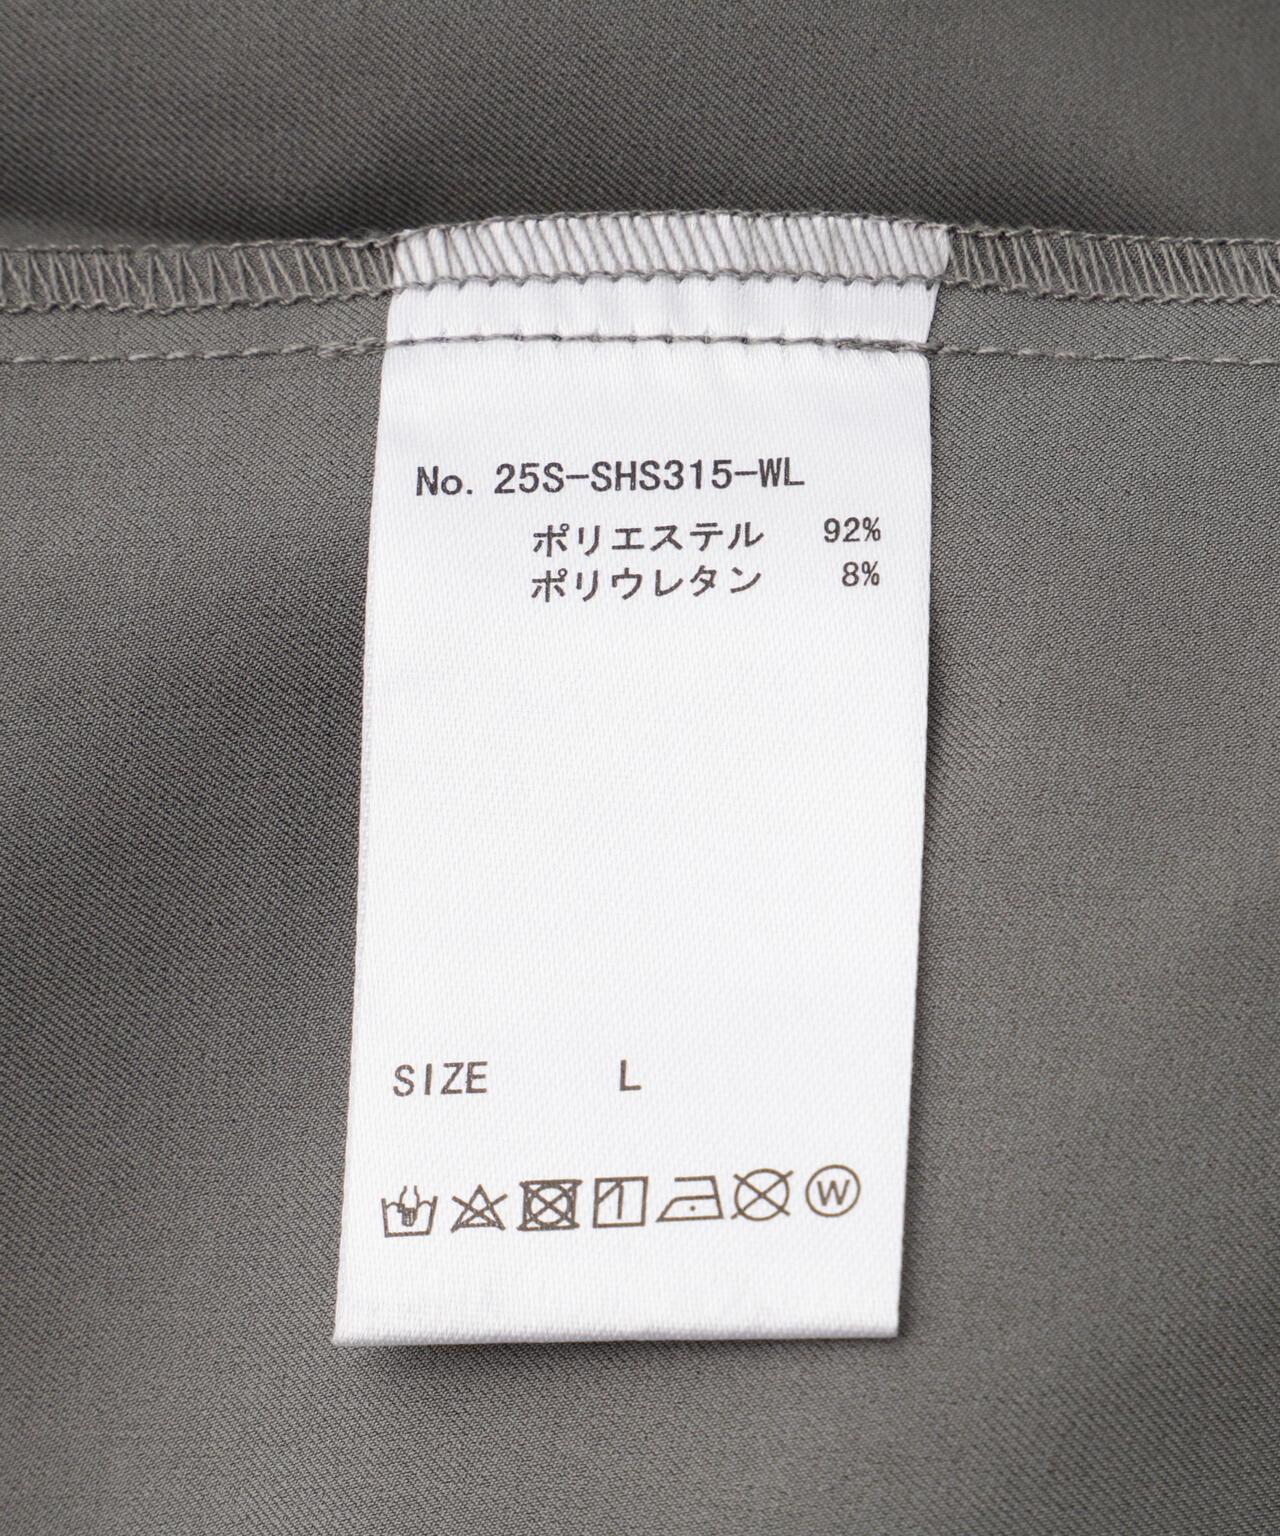 No. 25S-SHS315-WL
ポリエステル 92%
ポリウレタン 8%
SIZE L
W